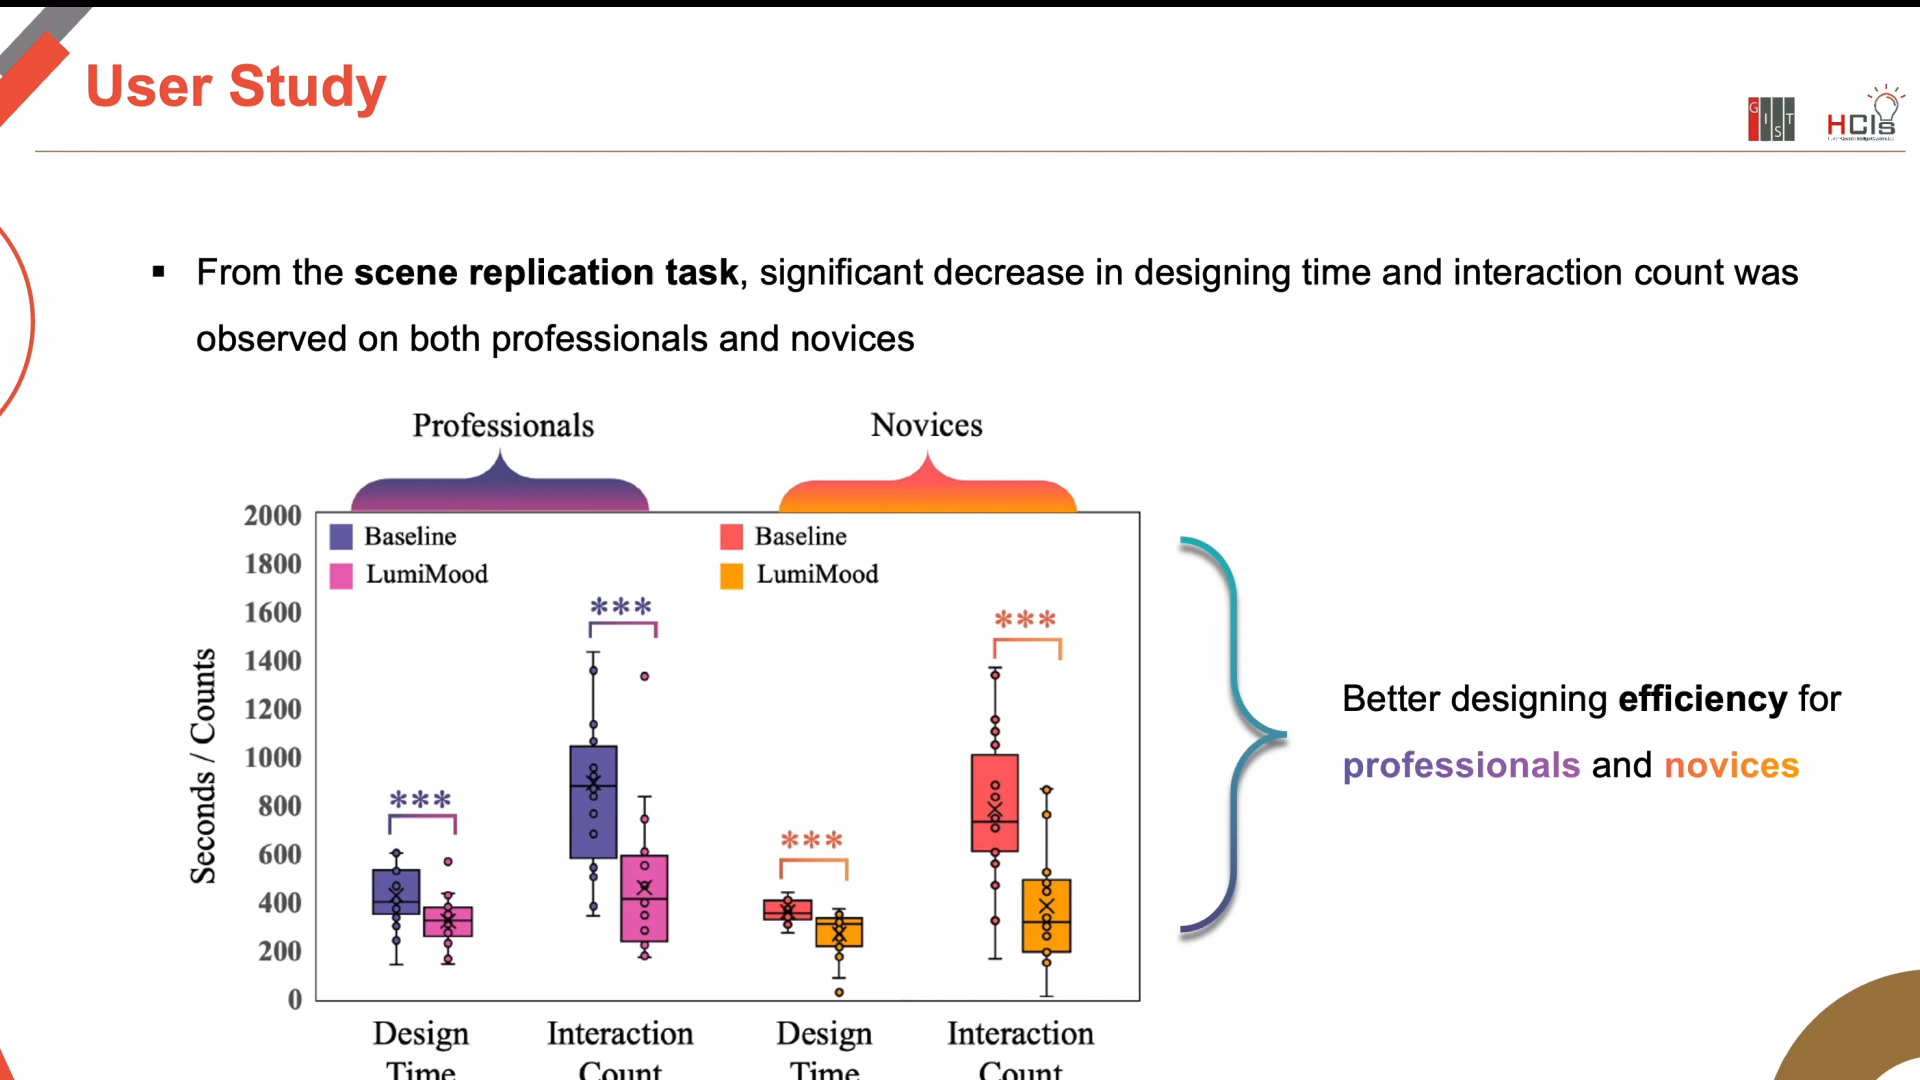 User Study
G
I
S
T
HCIs
▪ From the scene replication task, significant decrease in designing time and interaction count was
observed on both professionals and novices
Professionals
Novices
2000
1800
1600
1400
1200
1000
800
600
400
200
0
Seconds / Counts
Baseline
LumiMood
Baseline
LumiMood
***
***
***
***
Design
Time
Interaction
Count
Design
Time
Interaction
Count
Better designing efficiency for
professionals and novices